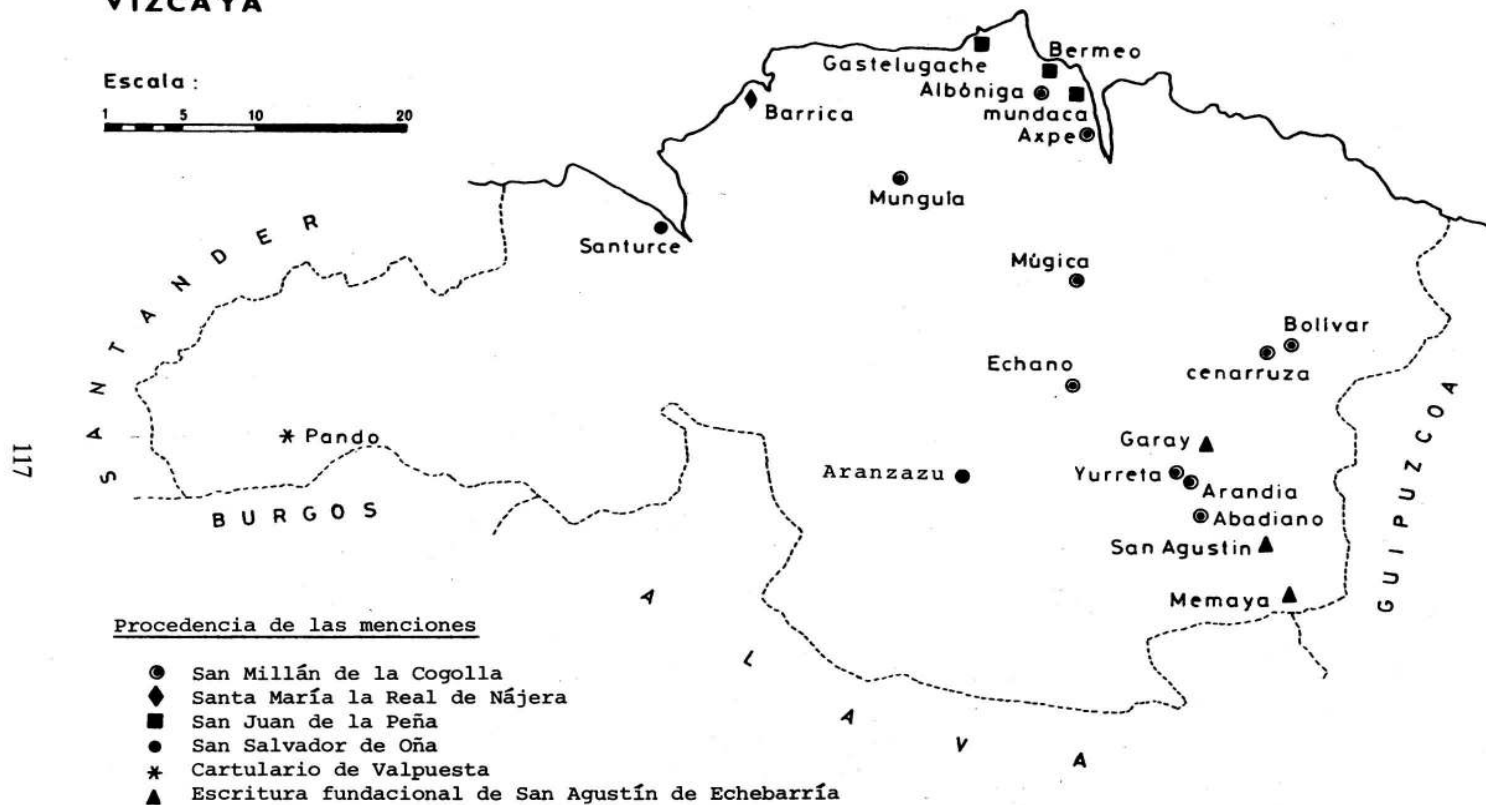 VIZCAYA
Escala :
1 5 10 20
Gastelugache
Bermeo
Albóniga
mundaca
Axpe
Barrica
Munguía
Santurce
Múgica
Bolívar
cenarruza
Echano
Pando
Garay
Aranzazu
Yurreta
Arandia
Abadiano
San Agustin
Memaya
SANTANDER
BURGOS
ALAVA
GUIPUZCOA
117
Procedencia de las menciones
San Millán de la Cogolla
Santa María la Real de Nájera
San Juan de la Peña
San Salvador de Oña
Cartulario de Valpuesta
Escritura fundacional de San Agustín de Echebarría